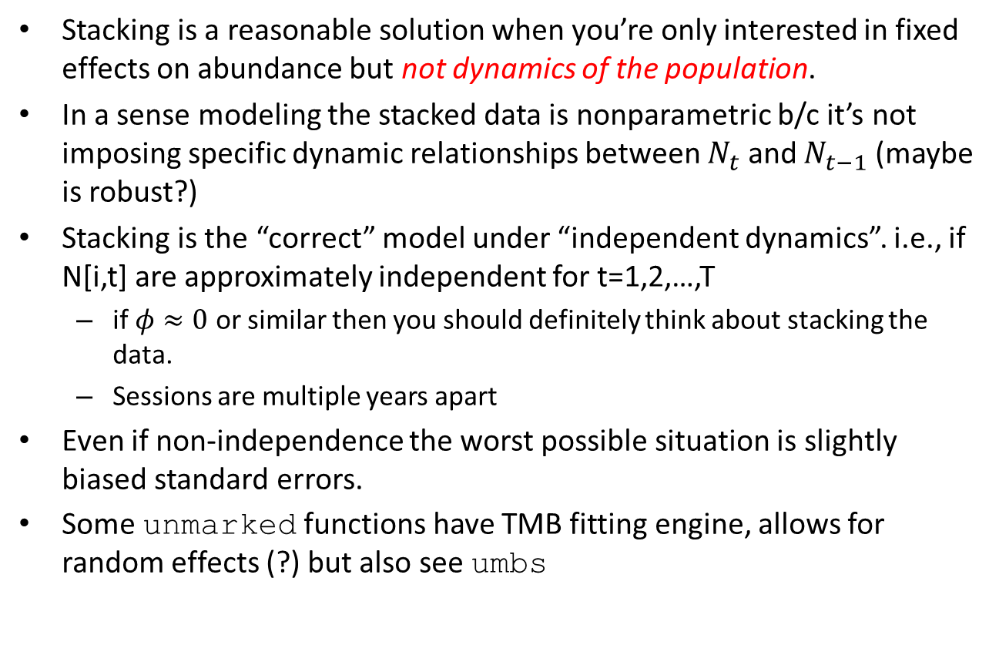 • Stacking is a reasonable solution when you’re only interested in fixed
effects on abundance but not dynamics of the population.
• In a sense modeling the stacked data is nonparametric b/c it’s not
imposing specific dynamic relationships between Nₜ and Nₜ₋₁ (maybe
is robust?)
• Stacking is the “correct” model under “independent dynamics”. i.e., if
N[i,t] are approximately independent for t=1,2,…,T
– if ϕ ≈ 0 or similar then you should definitely think about stacking the
data.
– Sessions are multiple years apart
• Even if non-independence the worst possible situation is slightly
biased standard errors.
• Some unmarked functions have TMB fitting engine, allows for
random effects (?) but also see umbs